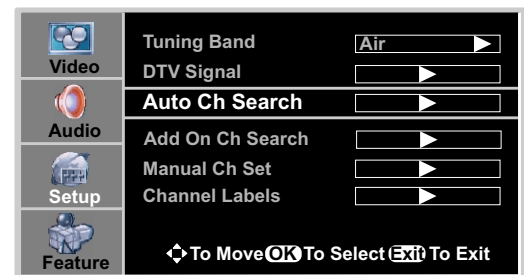 Video
Audio
Setup
Feature
Tuning Band Air
DTV Signal
Auto Ch Search
Add On Ch Search
Manual Ch Set
Channel Labels
To Move OK To Select Exit To Exit